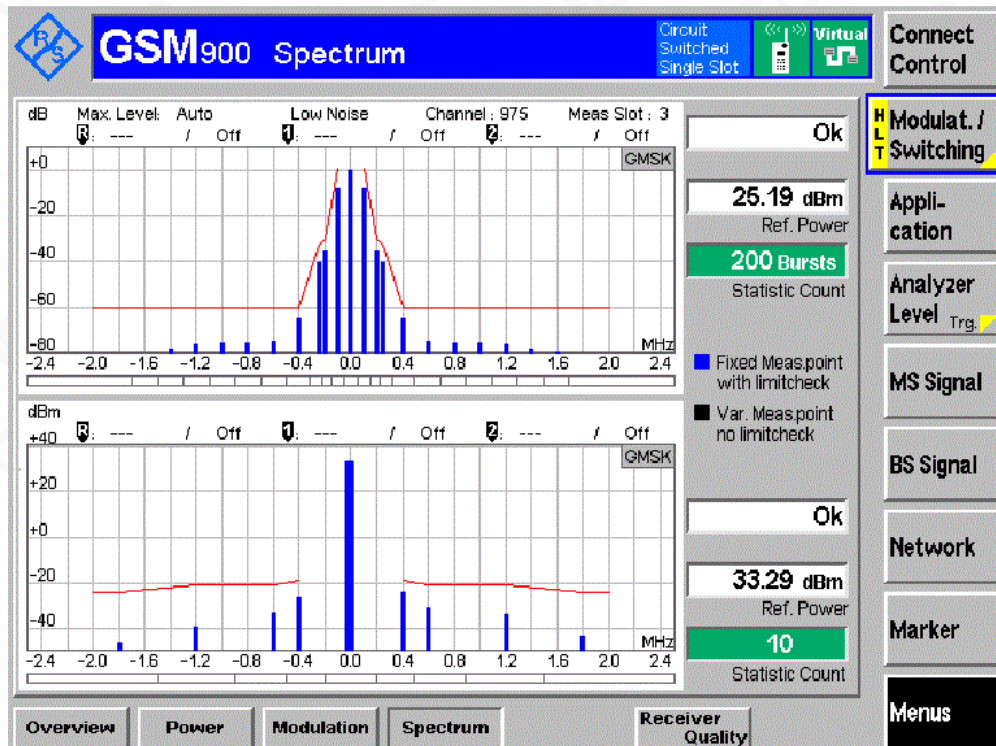 R&S
GSM900 Spectrum
Circuit Switched Single Slot
Virtual
Connect Control
dB Max. Level: Auto Low Noise Channel : 975 Meas Slot : 3
R : --- / Off 1 : --- / Off 2 : --- / Off
GMSK
+0
-20
-40
-60
-80
MHz
-2.4 -2.0 -1.6 -1.2 -0.8 -0.4 0.0 0.4 0.8 1.2 1.6 2.0 2.4
Ok
25.19 dBm
Ref. Power
200 Bursts
Statistic Count
Fixed Meas.point
with limitcheck
Var. Meas.point
no limitcheck
dBm
R : --- / Off 1 : --- / Off 2 : --- / Off
GMSK
+40
+20
+0
-20
-40
MHz
-2.4 -2.0 -1.6 -1.2 -0.8 -0.4 0.0 0.4 0.8 1.2 1.6 2.0 2.4
Ok
33.29 dBm
Ref. Power
10
Statistic Count
HLT
Modulat. /
Switching
Appli-
cation
Analyzer
Level Trg.
MS Signal
BS Signal
Network
Marker
Menus
Overview
Power
Modulation
Spectrum
Receiver
Quality